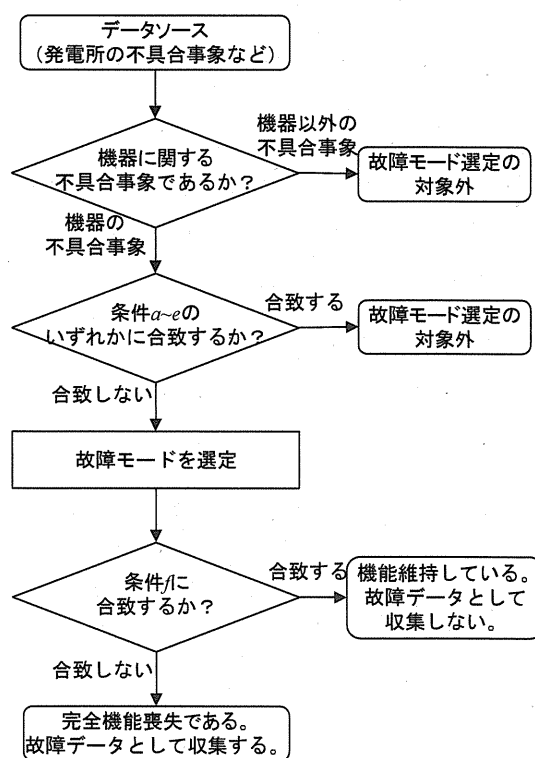 データソース
（発電所の不具合事象など）
機器に関する
不具合事象であるか？
機器以外の
不具合事象
故障モード選定の
対象外
機器の
不具合事象
条件a~eの
いずれかに合致するか？
合致する
故障モード選定の
対象外
合致しない
故障モードを選定
条件fに
合致するか？
合致する
機能維持している。
故障データとして
収集しない。
合致しない
完全機能喪失である。
故障データとして収集する。